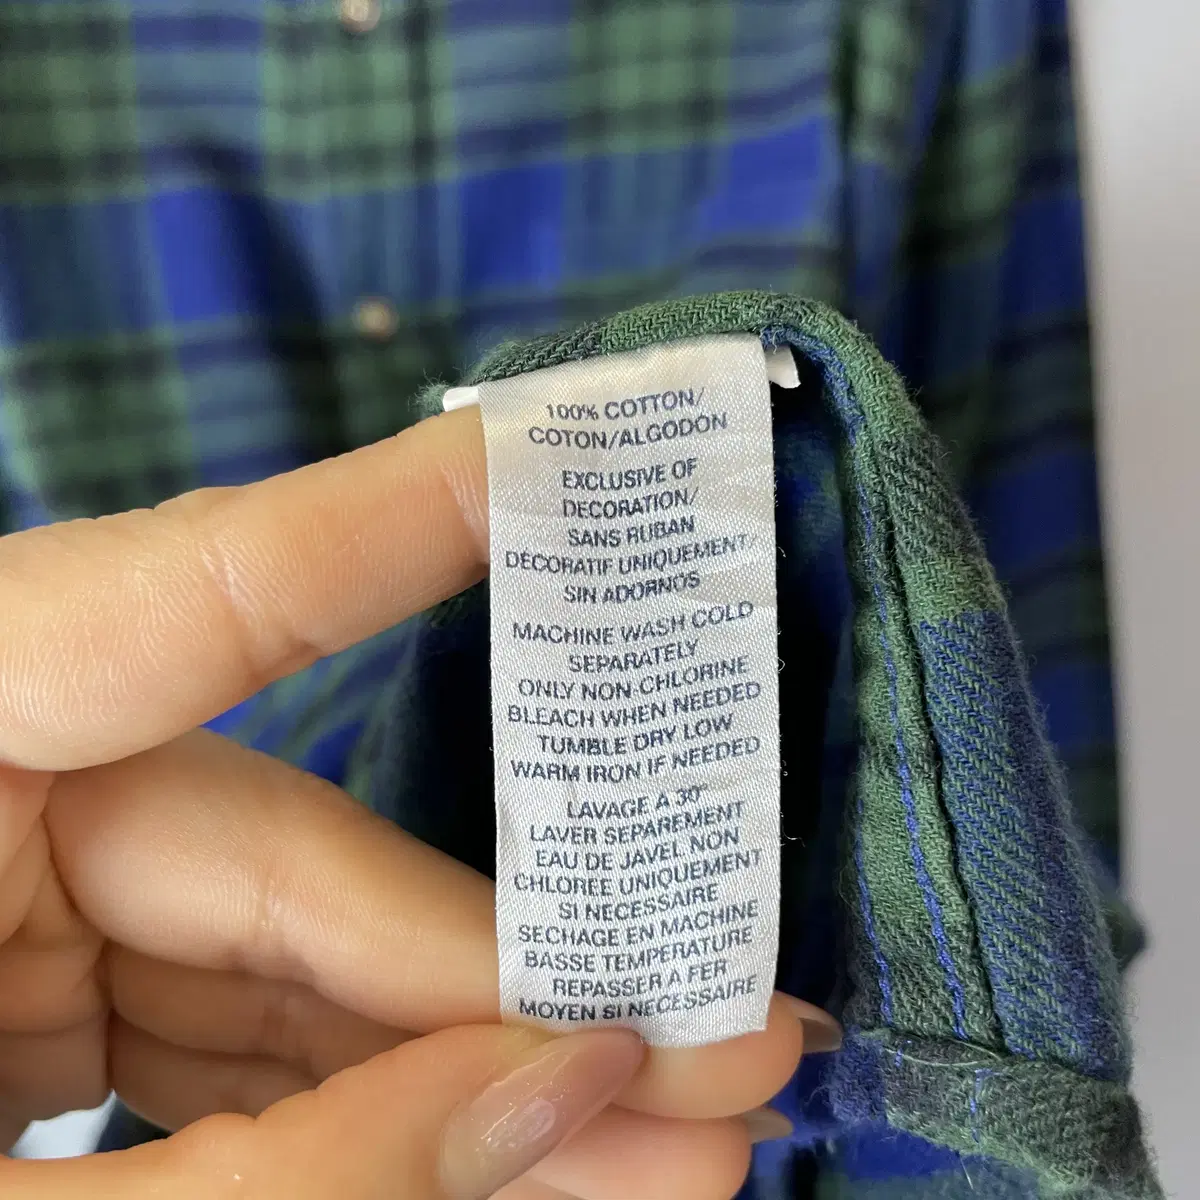 100% COTTON/
COTON/ALGODON
EXCLUSIVE OF
DECORATION/
SANS RUBAN
DECORATIF UNIQUEMENT/
SIN ADORNOS
MACHINE WASH COLD
SEPARATELY
ONLY NON-CHLORINE
BLEACH WHEN NEEDED
TUMBLE DRY LOW
WARM IRON IF NEEDED
LAVAGE A 30°
LAVER SEPAREMENT
EAU DE JAVEL NON
CHLOREE UNIQUEMENT
SI NECESSAIRE
SECHAGE EN MACHINE
BASSE TEMPERATURE
REPASSER A FER
MOYEN SI NECESSAIRE